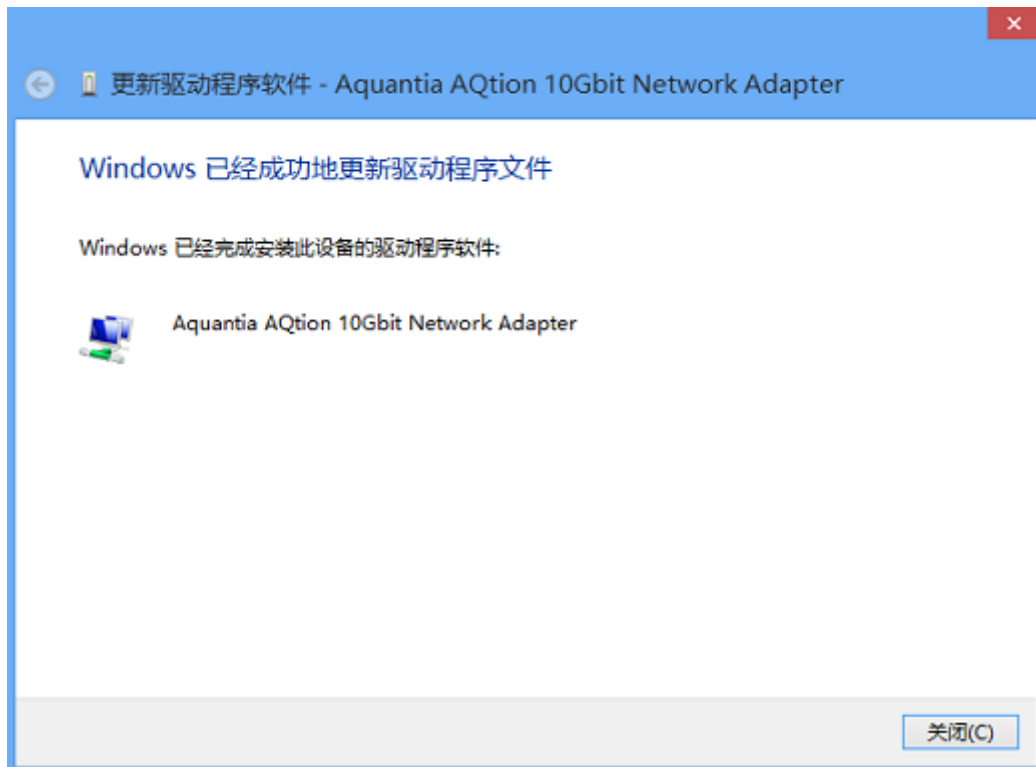 更新驱动程序软件 - Aquantia AQtion 10Gbit Network Adapter
Windows 已经成功地更新驱动程序文件
Windows 已经完成安装此设备的驱动程序软件:
Aquantia AQtion 10Gbit Network Adapter
关闭(C)